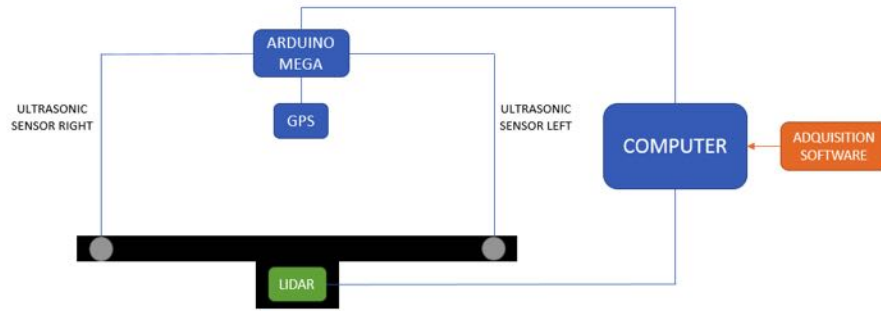 ARDUINO
MEGA
ULTRASONIC
SENSOR RIGHT
GPS
ULTRASONIC
SENSOR LEFT
COMPUTER
ADQUISITION
SOFTWARE
LIDAR